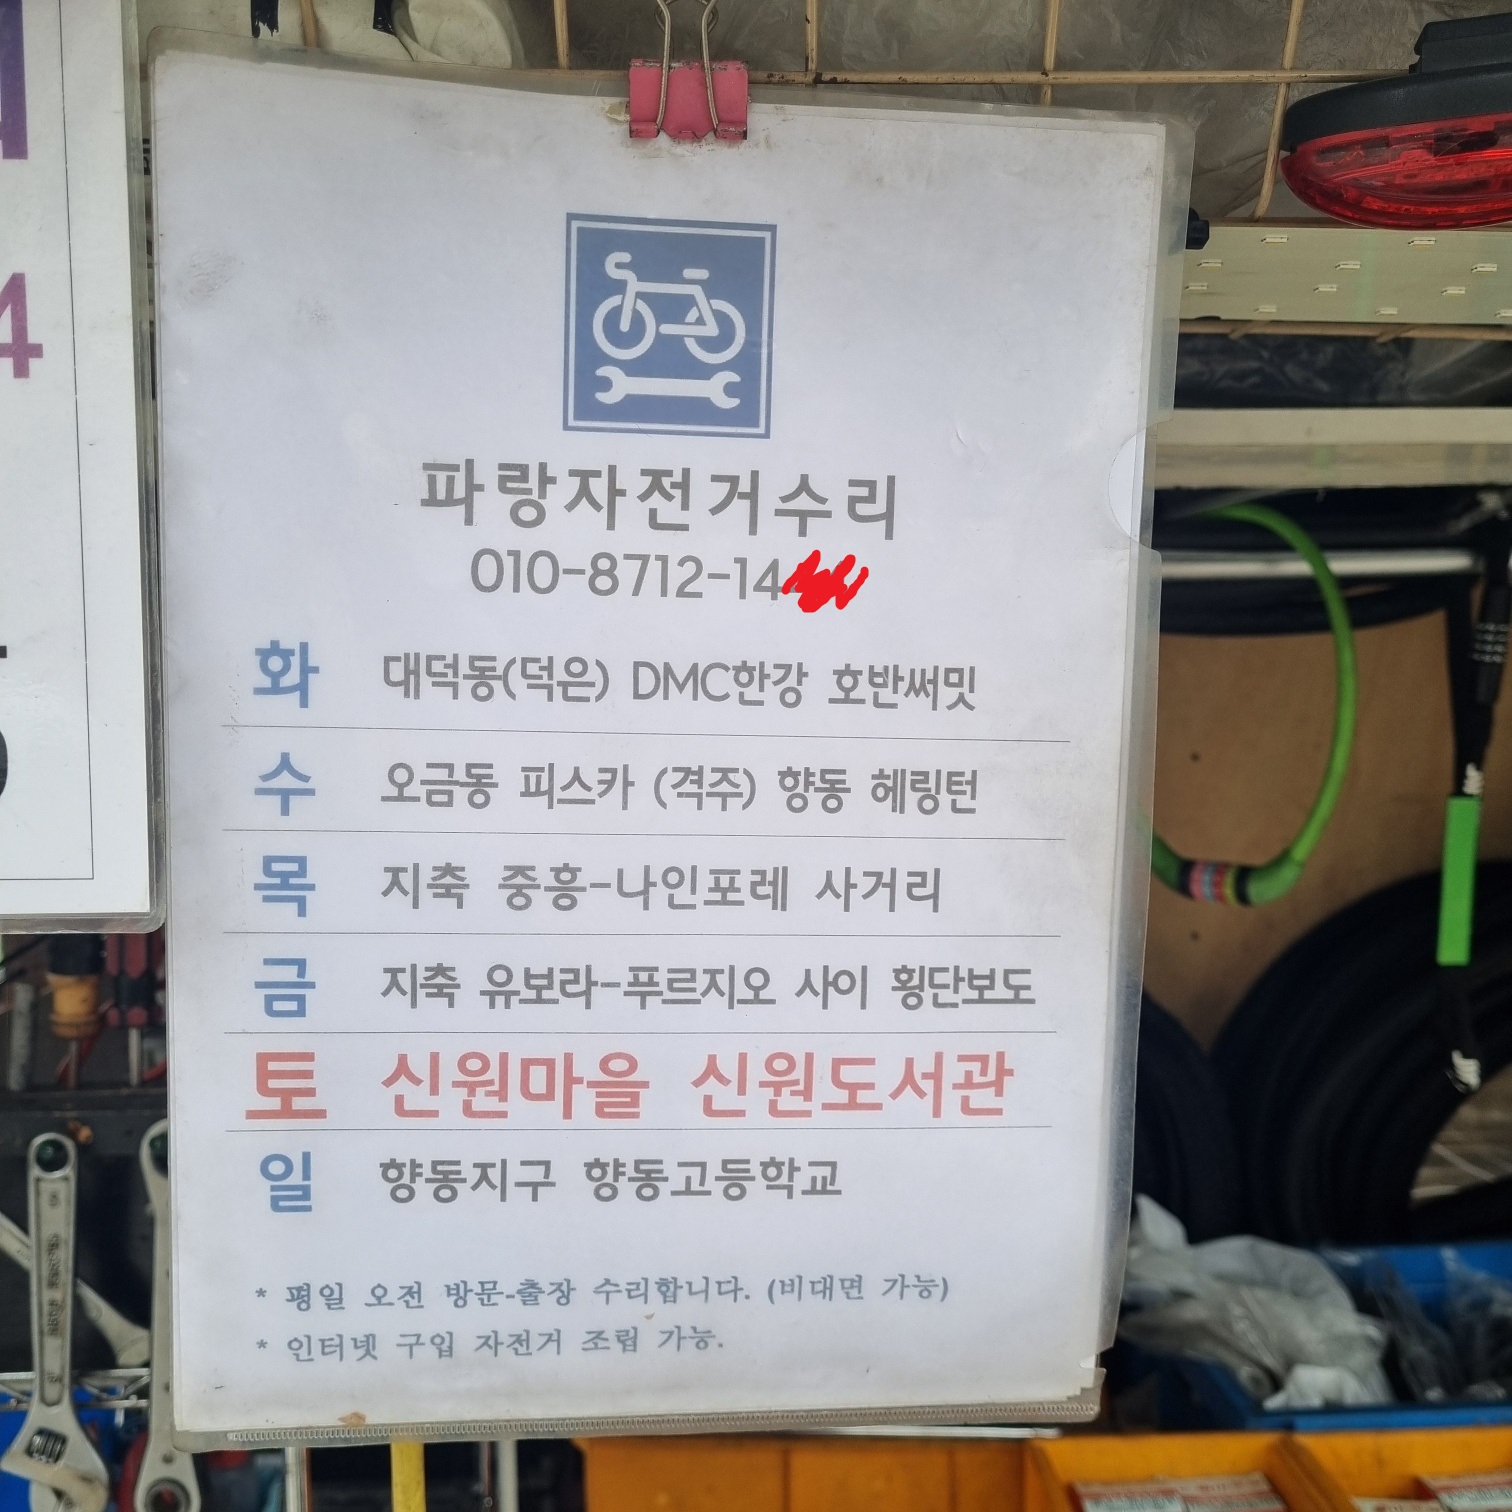 파랑자전거수리
010-8712-14
화 대덕동(덕은) DMC한강 호반써밋
수 오금동 피스카 (격주) 향동 헤링턴
목 지축 중흥-나인포레 사거리
금 지축 유보라-푸르지오 사이 횡단보도
토 신원마을 신원도서관
일 향동지구 향동고등학교
* 평일 오전 방문-출장 수리합니다. (비대면 가능)
* 인터넷 구입 자전거 조립 가능.